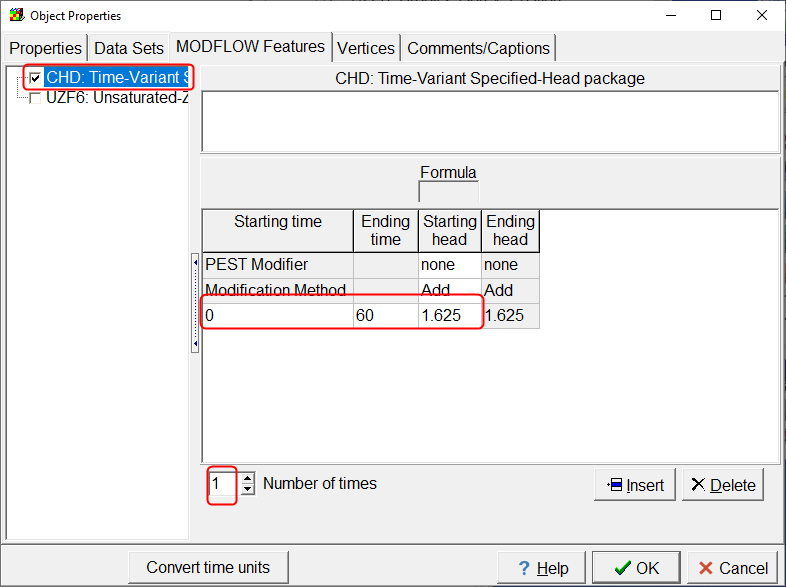 Object Properties
Properties Data Sets MODFLOW Features Vertices Comments/Captions
CHD: Time-Variant S
UZF6: Unsaturated-Z
CHD: Time-Variant Specified-Head package
Formula
Starting time Ending time Starting head Ending head
PEST Modifier none none
Modification Method Add Add
0 60 1.625 1.625
1 Number of times Insert Delete
Convert time units ? Help OK Cancel